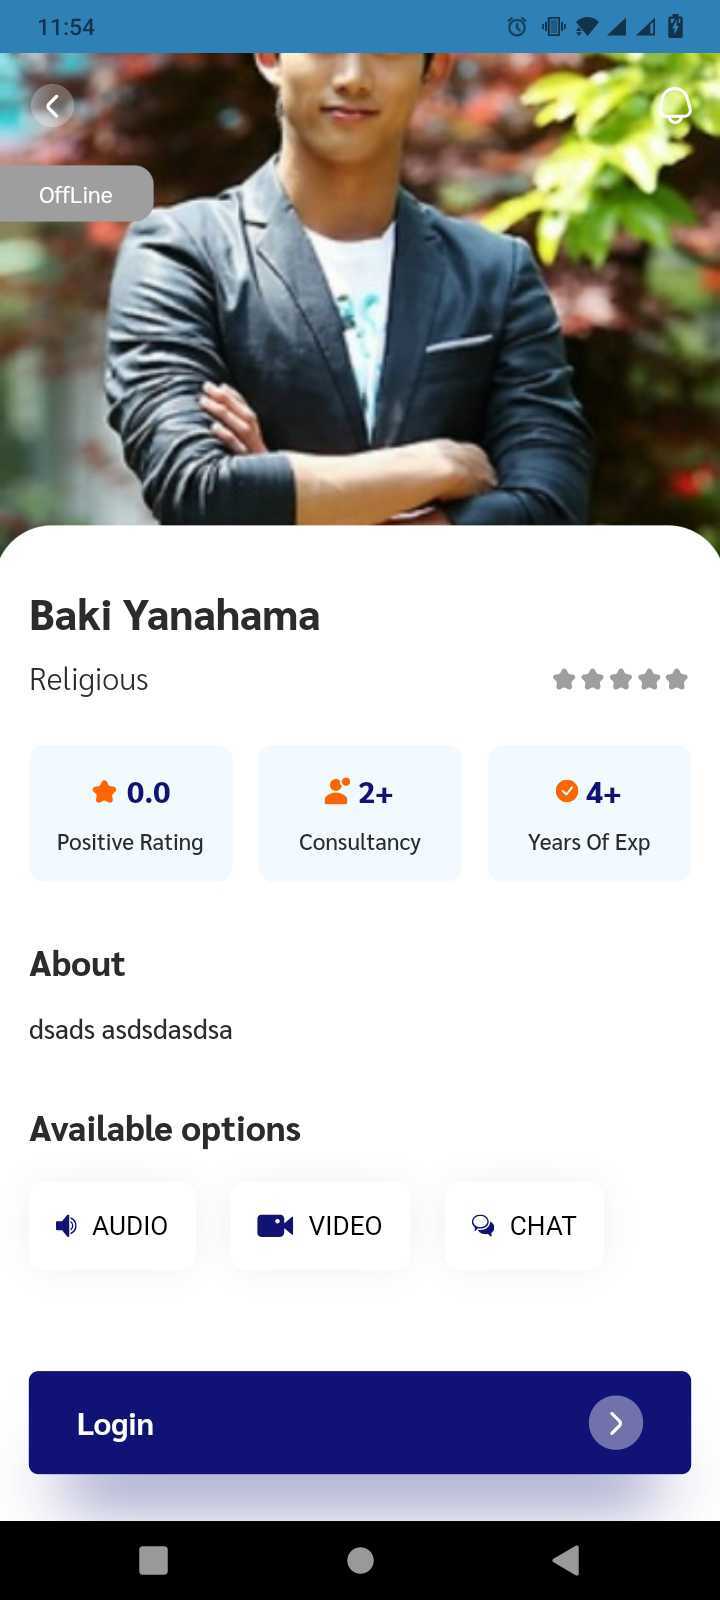 11:54
OffLine
Baki Yanahama
Religious
0.0
Positive Rating
2+
Consultancy
4+
Years Of Exp
About
dsads asdsdasdsa
Available options
AUDIO
VIDEO
CHAT
Login